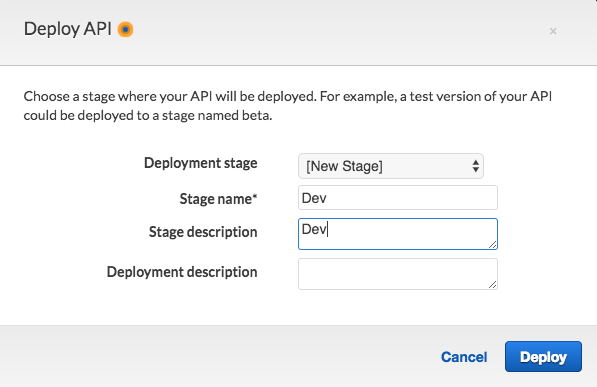 Deploy API
×
Choose a stage where your API will be deployed. For example, a test version of your API
could be deployed to a stage named beta.
Deployment stage [New Stage]
Stage name* Dev
Stage description Dev
Deployment description
Cancel Deploy